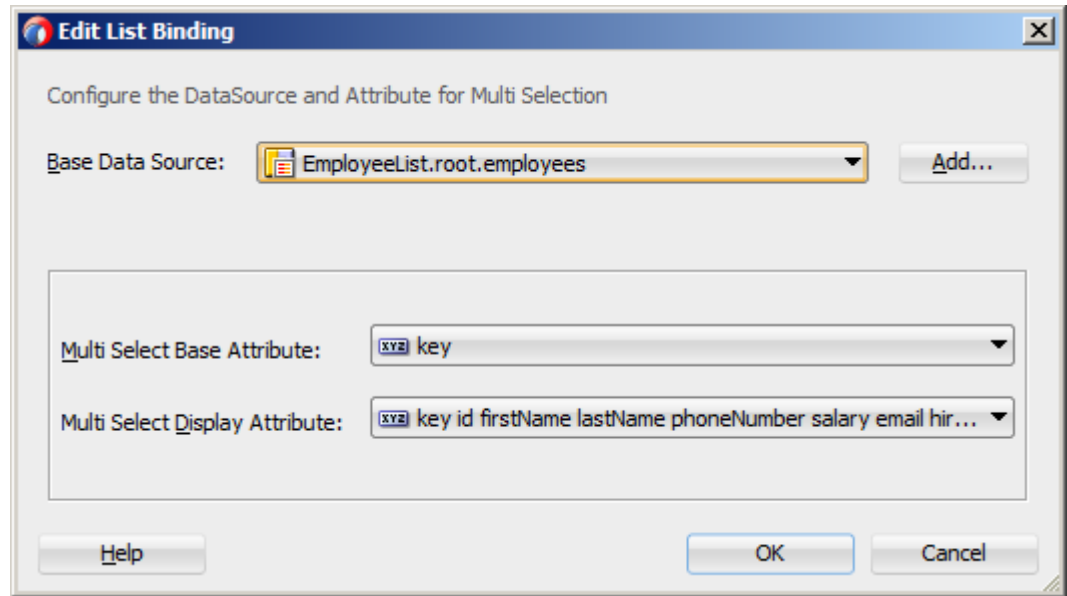 Edit List Binding
Configure the DataSource and Attribute for Multi Selection
Base Data Source: EmployeeList.root.employees Add...
Multi Select Base Attribute: XYZ key
Multi Select Display Attribute: XYZ key id firstName lastName phoneNumber salary email hir...
Help OK Cancel